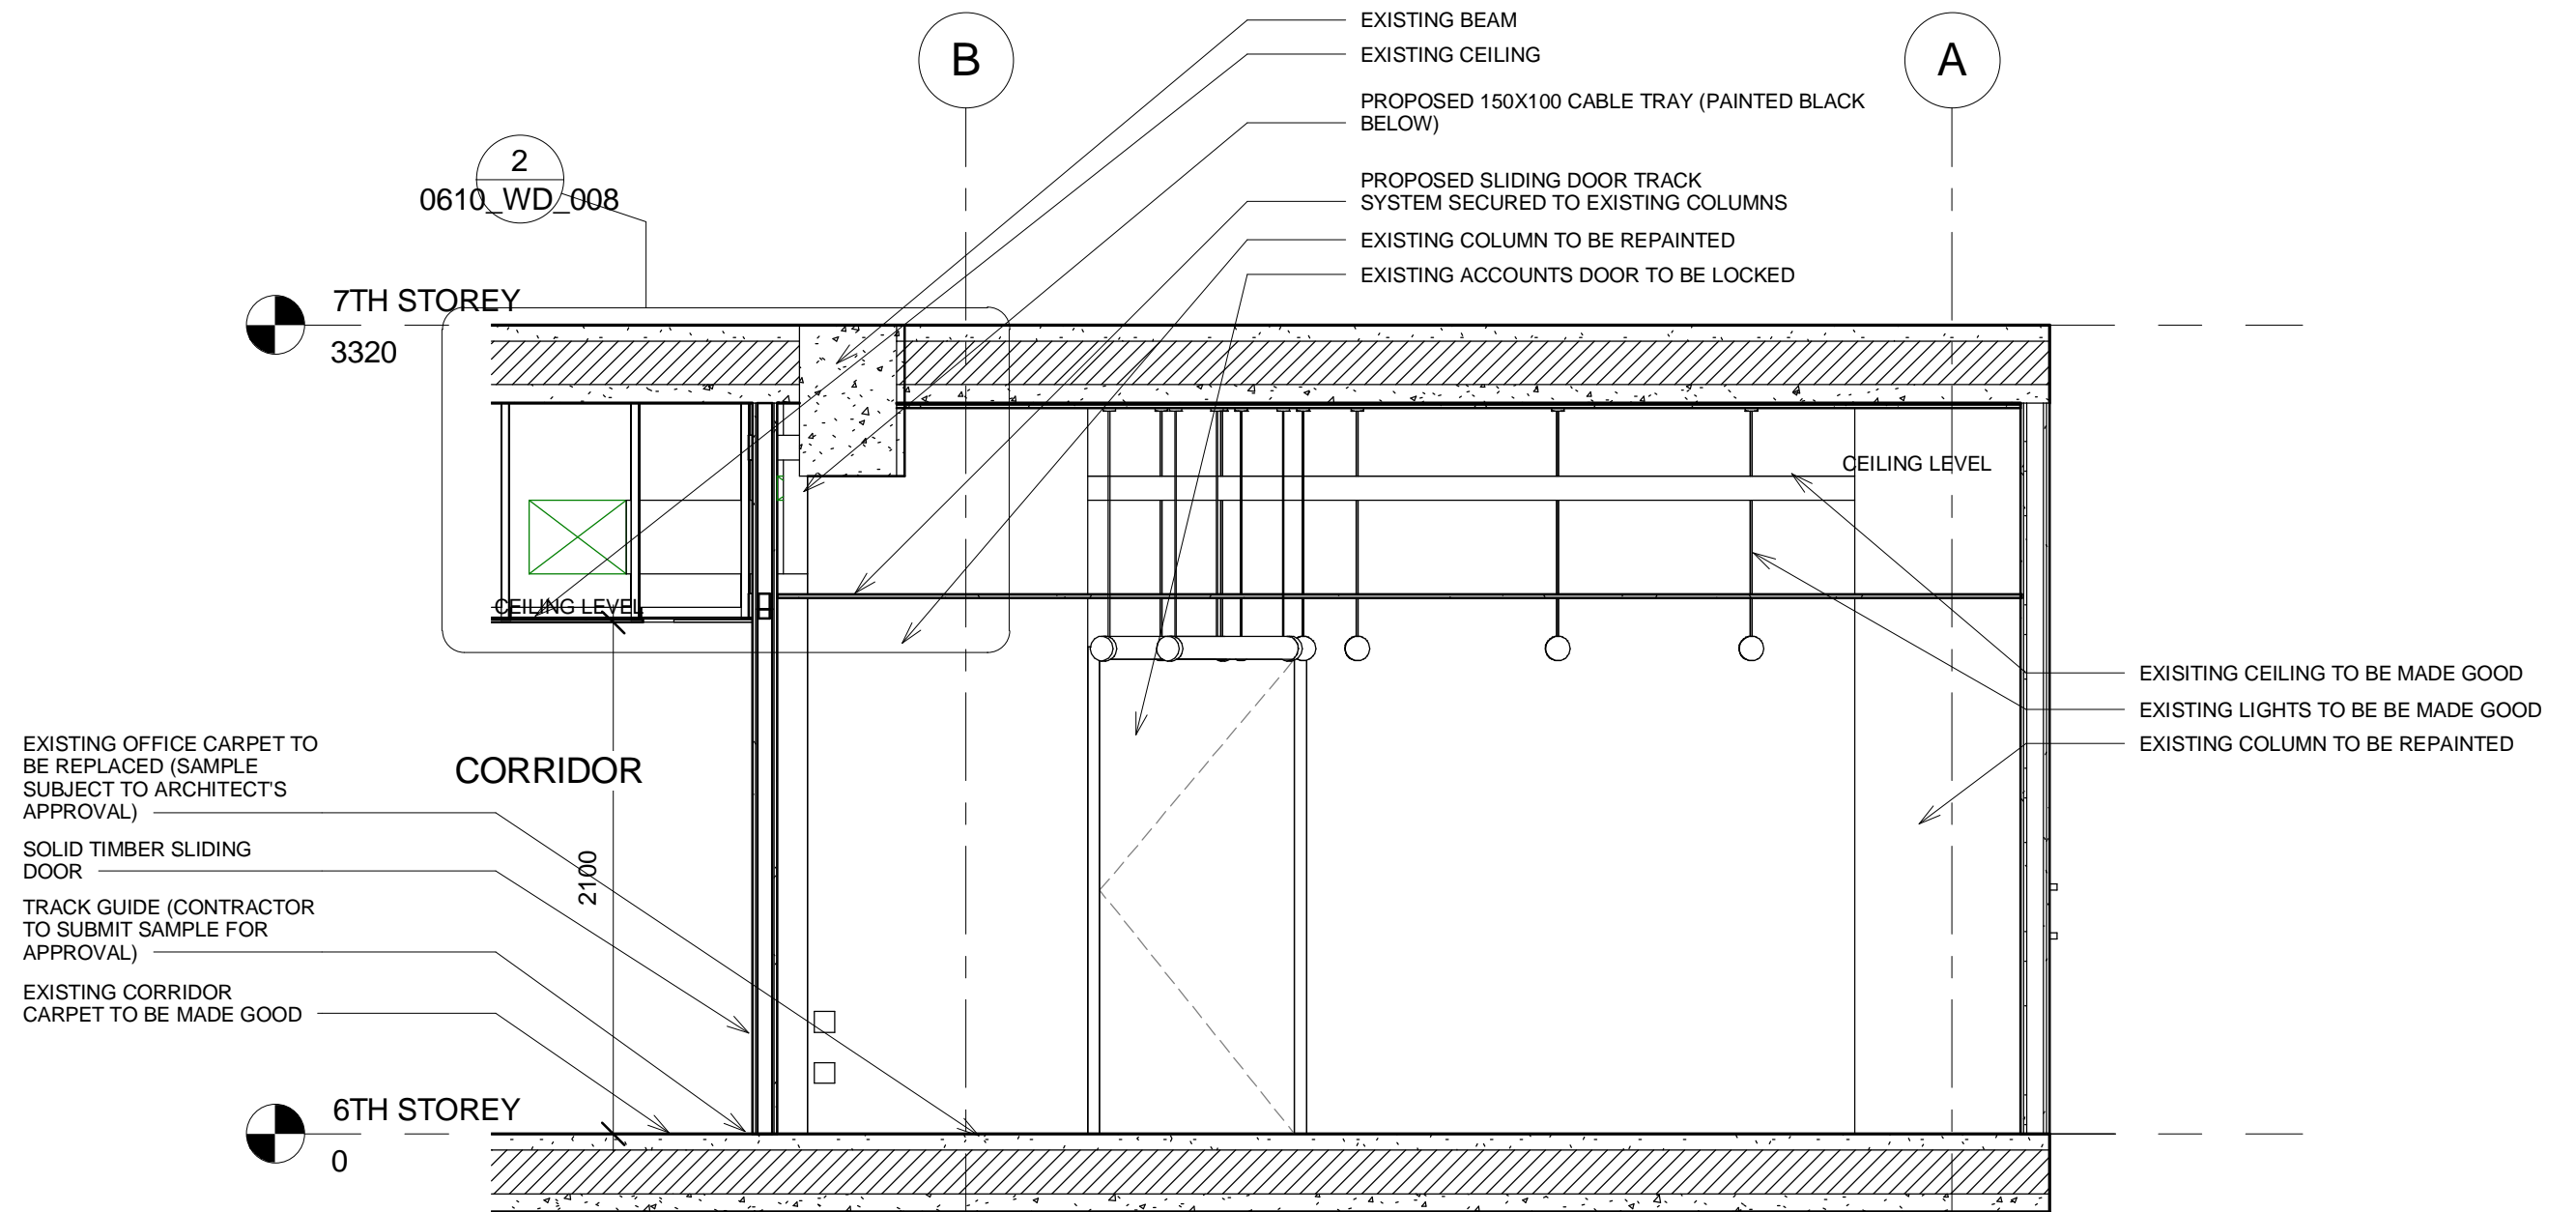 EXISTING BEAM
EXISTING CEILING
B
A
PROPOSED 150X100 CABLE TRAY (PAINTED BLACK
BELOW)
2
0610_WD_008
PROPOSED SLIDING DOOR TRACK
SYSTEM SECURED TO EXISTING COLUMNS
EXISTING COLUMN TO BE REPAINTED
EXISTING ACCOUNTS DOOR TO BE LOCKED
7TH STOREY
3320
CEILING LEVEL
CEILING LEVEL
EXISITING CEILING TO BE MADE GOOD
EXISTING LIGHTS TO BE BE MADE GOOD
EXISTING COLUMN TO BE REPAINTED
EXISTING OFFICE CARPET TO
BE REPLACED (SAMPLE
SUBJECT TO ARCHITECT'S
APPROVAL)
CORRIDOR
2100
SOLID TIMBER SLIDING
DOOR
TRACK GUIDE (CONTRACTOR
TO SUBMIT SAMPLE FOR
APPROVAL)
EXISTING CORRIDOR
CARPET TO BE MADE GOOD
6TH STOREY
0